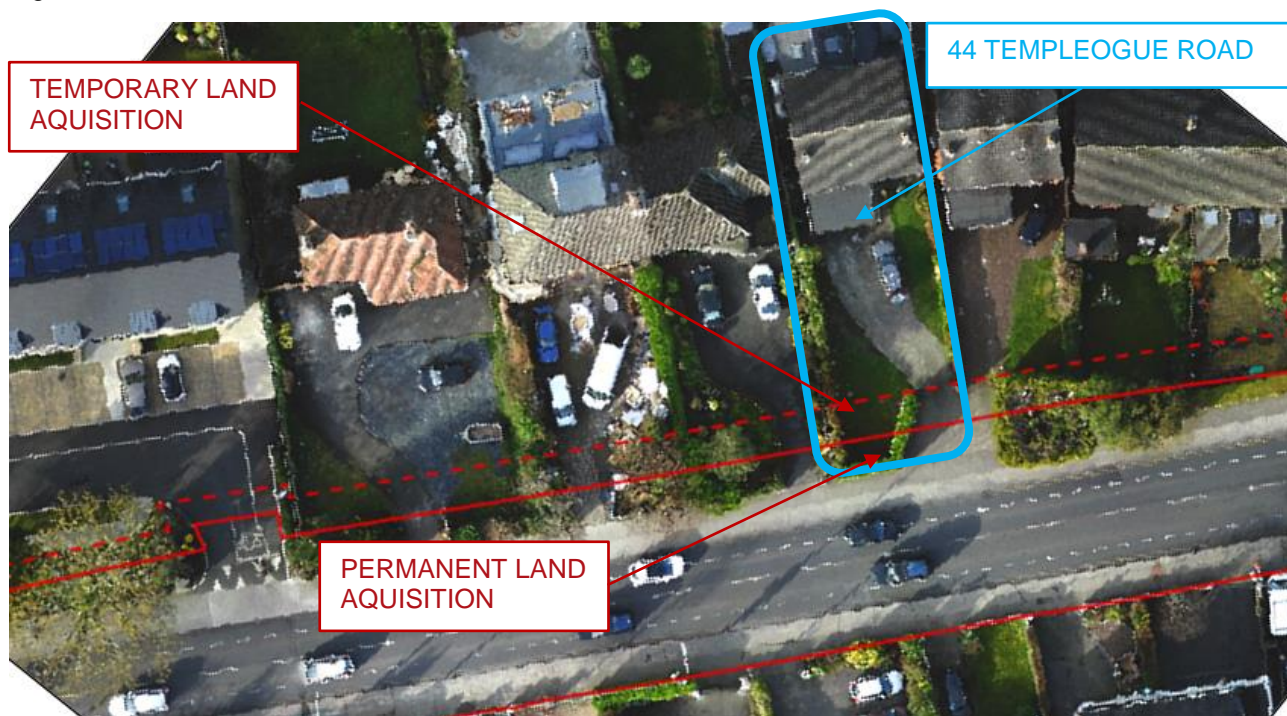 44 TEMPLEOGUE ROAD
TEMPORARY LAND
AQUISITION
PERMANENT LAND
AQUISITION